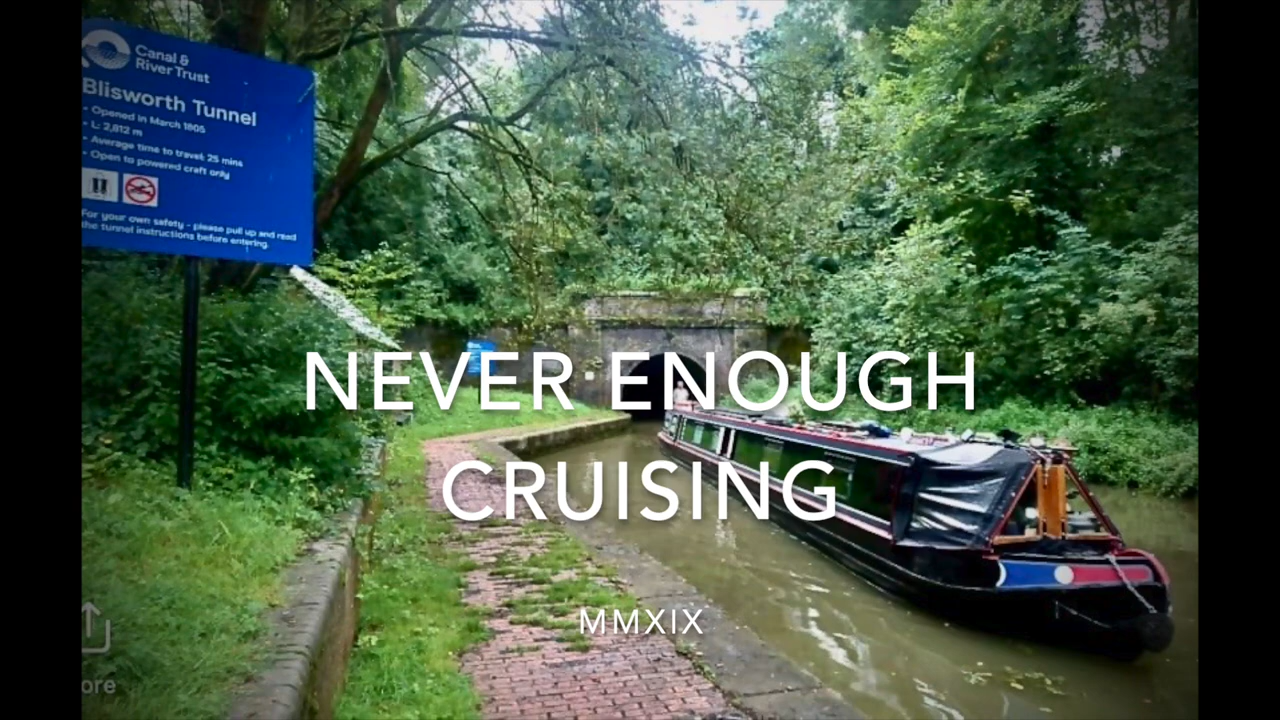 Canal &
River Trust
Blisworth Tunnel
- Opened in March 1805
- L: 2,812 m
- Average time to travel: 25 mins
- Open to powered craft only
For your own safety - please pull up and read
the tunnel instructions before entering.
NEVER ENOUGH
CRUISING
MMXIX
ore